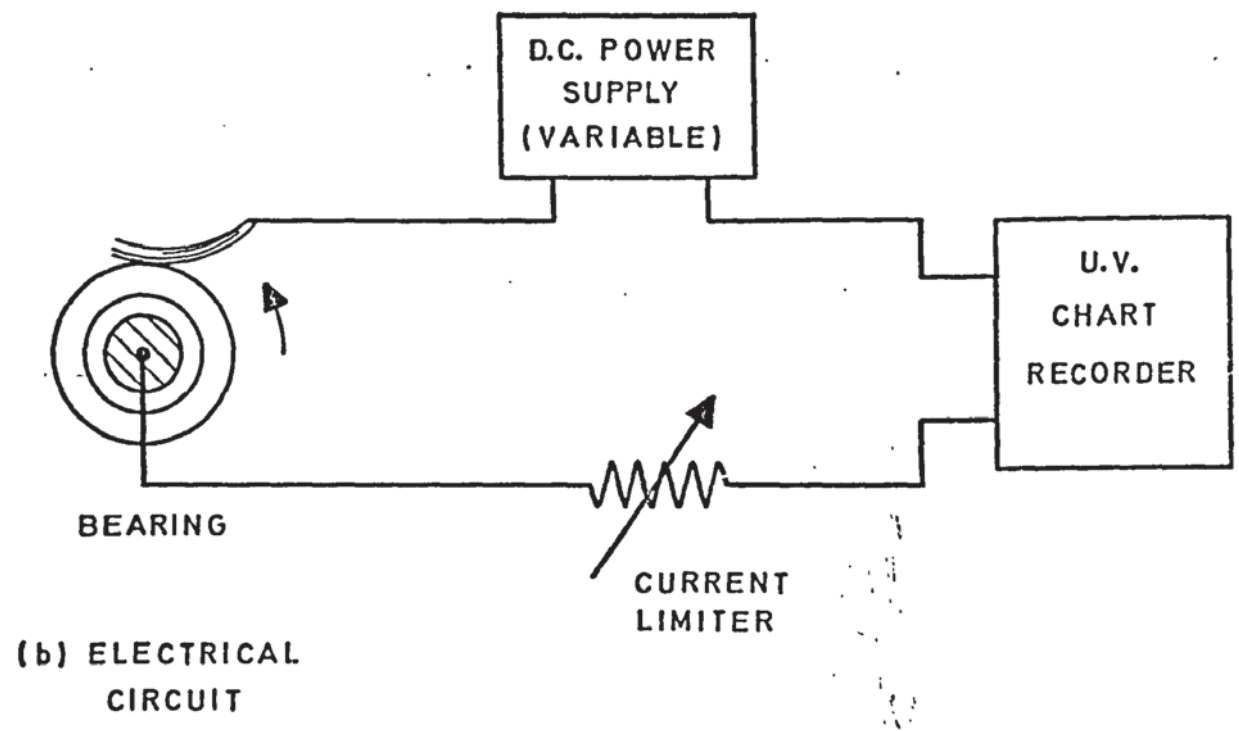 D.C. POWER
SUPPLY
(VARIABLE)
U.V.
CHART
RECORDER
BEARING
CURRENT
LIMITER
(b) ELECTRICAL
CIRCUIT